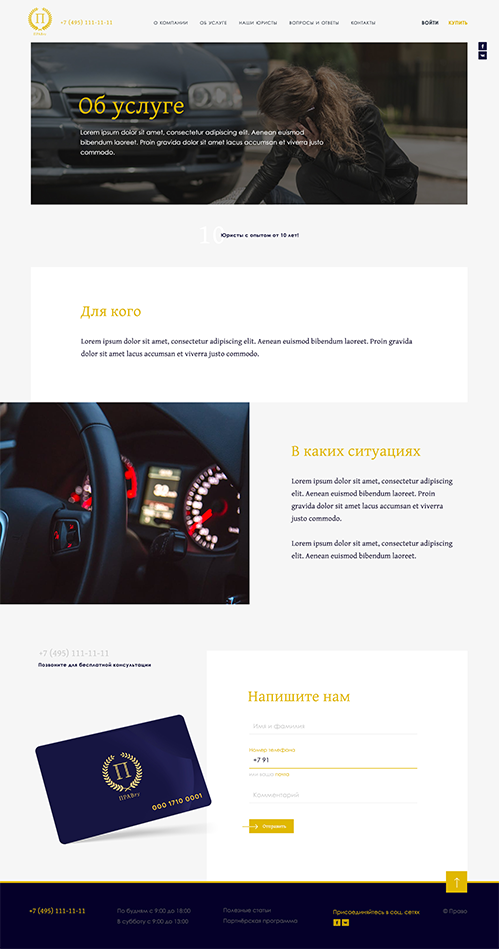 П
ПРАВру
+7 (495) 111-11-11
О КОМПАНИИ
ОБ УСЛУГЕ
НАШИ ЮРИСТЫ
ВОПРОСЫ И ОТВЕТЫ
КОНТАКТЫ
ВОЙТИ
КУПИТЬ
Об услуге
Lorem ipsum dolor sit amet, consectetur adipiscing elit. Aenean euismod
bibendum laoreet. Proin gravida dolor sit amet lacus accumsan et viverra justo
commodo.
10
Юристы с опытом от 10 лет!
Для кого
Lorem ipsum dolor sit amet, consectetur adipiscing elit. Aenean euismod bibendum laoreet. Proin gravida
dolor sit amet lacus accumsan et viverra justo commodo.
В каких ситуациях
Lorem ipsum dolor sit amet, consectetur adipiscing
elit. Aenean euismod bibendum laoreet. Proin
gravida dolor sit amet lacus accumsan et viverra
justo commodo.
Lorem ipsum dolor sit amet, consectetur adipiscing
elit. Aenean euismod bibendum laoreet.
+7 (495) 111-11-11
Позвоните для бесплатной консультации
П
ПРАВру
000 1710 0001
Напишите нам
Имя и фамилия
Номер телефона
+7 91
или ваша почта
Комментарий
Отправить
+7 (495) 111-11-11
По будням с 9:00 до 18:00
В субботу с 9:00 до 13:00
Полезные статьи
Партнёрская программа
Присоединяйтесь в соц. сетях
© Право